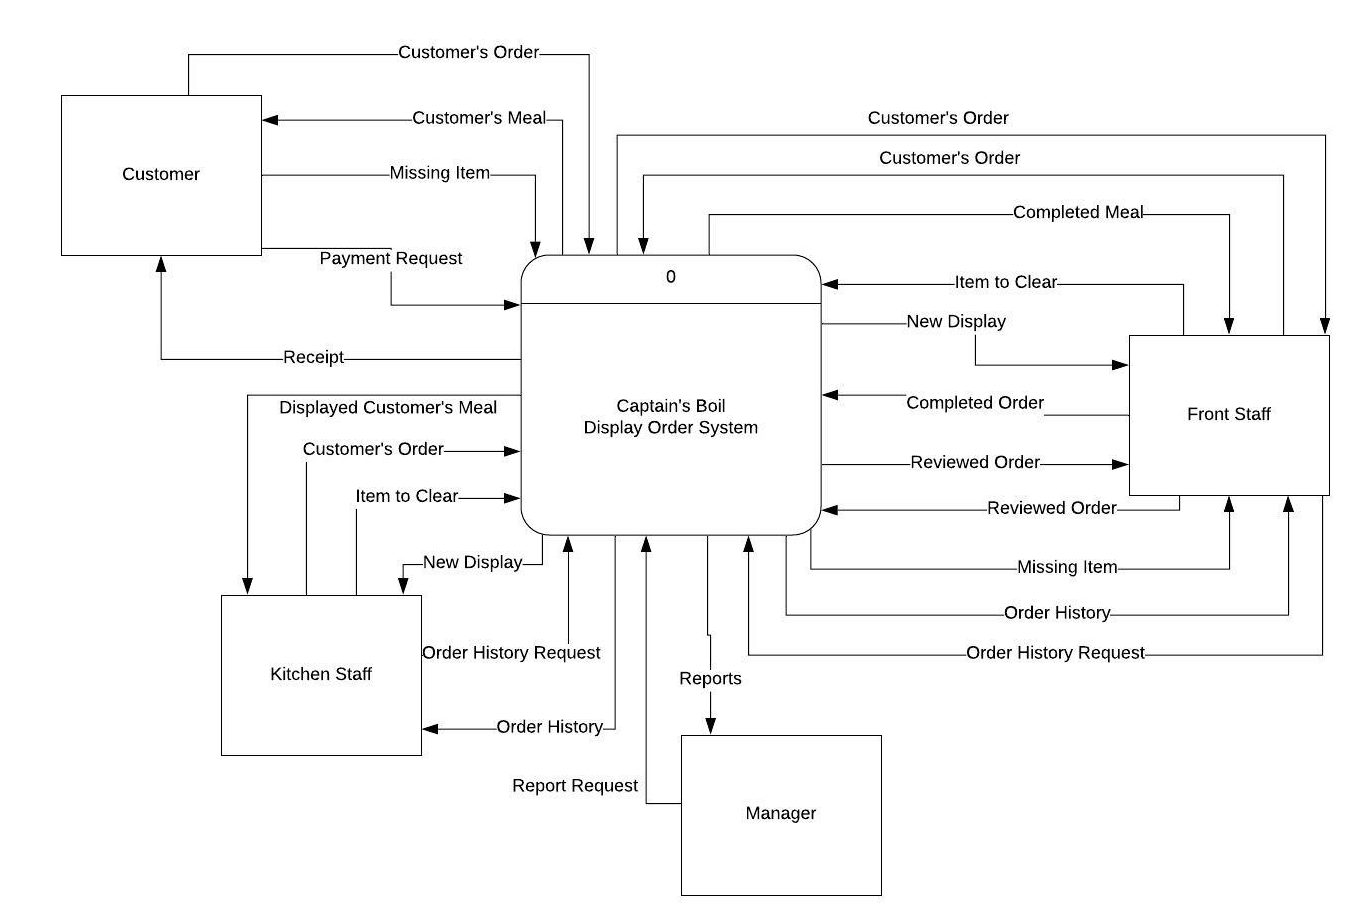 Customer's Order
Customer's Meal
Customer's Order
Customer's Order
Customer
Missing Item
Completed Meal
Payment Request
0
Item to Clear
New Display
Receipt
Displayed Customer's Meal
Captain's Boil
Display Order System
Completed Order
Front Staff
Customer's Order
Reviewed Order
Item to Clear
Reviewed Order
New Display
Missing Item
Order History
Order History Request
Order History Request
Kitchen Staff
Reports
Order History
Report Request
Manager